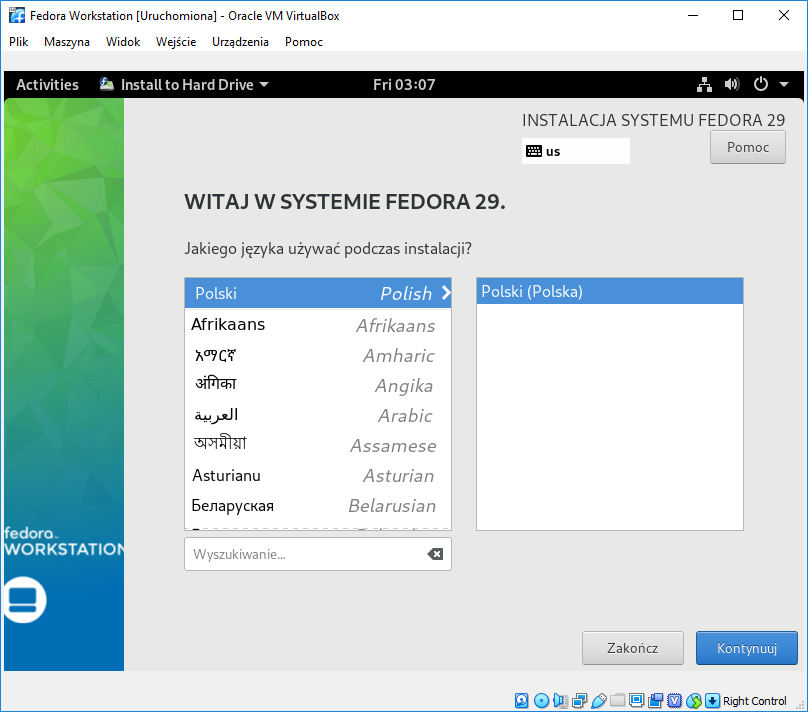 Fedora Workstation [Uruchomiona] - Oracle VM VirtualBox
Plik Maszyna Widok Wejście Urządzenia Pomoc
Activities Install to Hard Drive Fri 03:07
INSTALACJA SYSTEMU FEDORA 29
us Pomoc
WITAJ W SYSTEMIE FEDORA 29.
Jakiego języka używać podczas instalacji?
Polski Polish Polski (Polska)
Afrikaans Afrikaans
አማርኛ Amharic
अंगिका Angika
العربية Arabic
অসমীয়া Assamese
Asturianu Asturian
Беларуская Belarusian
Wyszukiwanie...
fedora
WORKSTATION
Zakończ Kontynuuj
Right Control